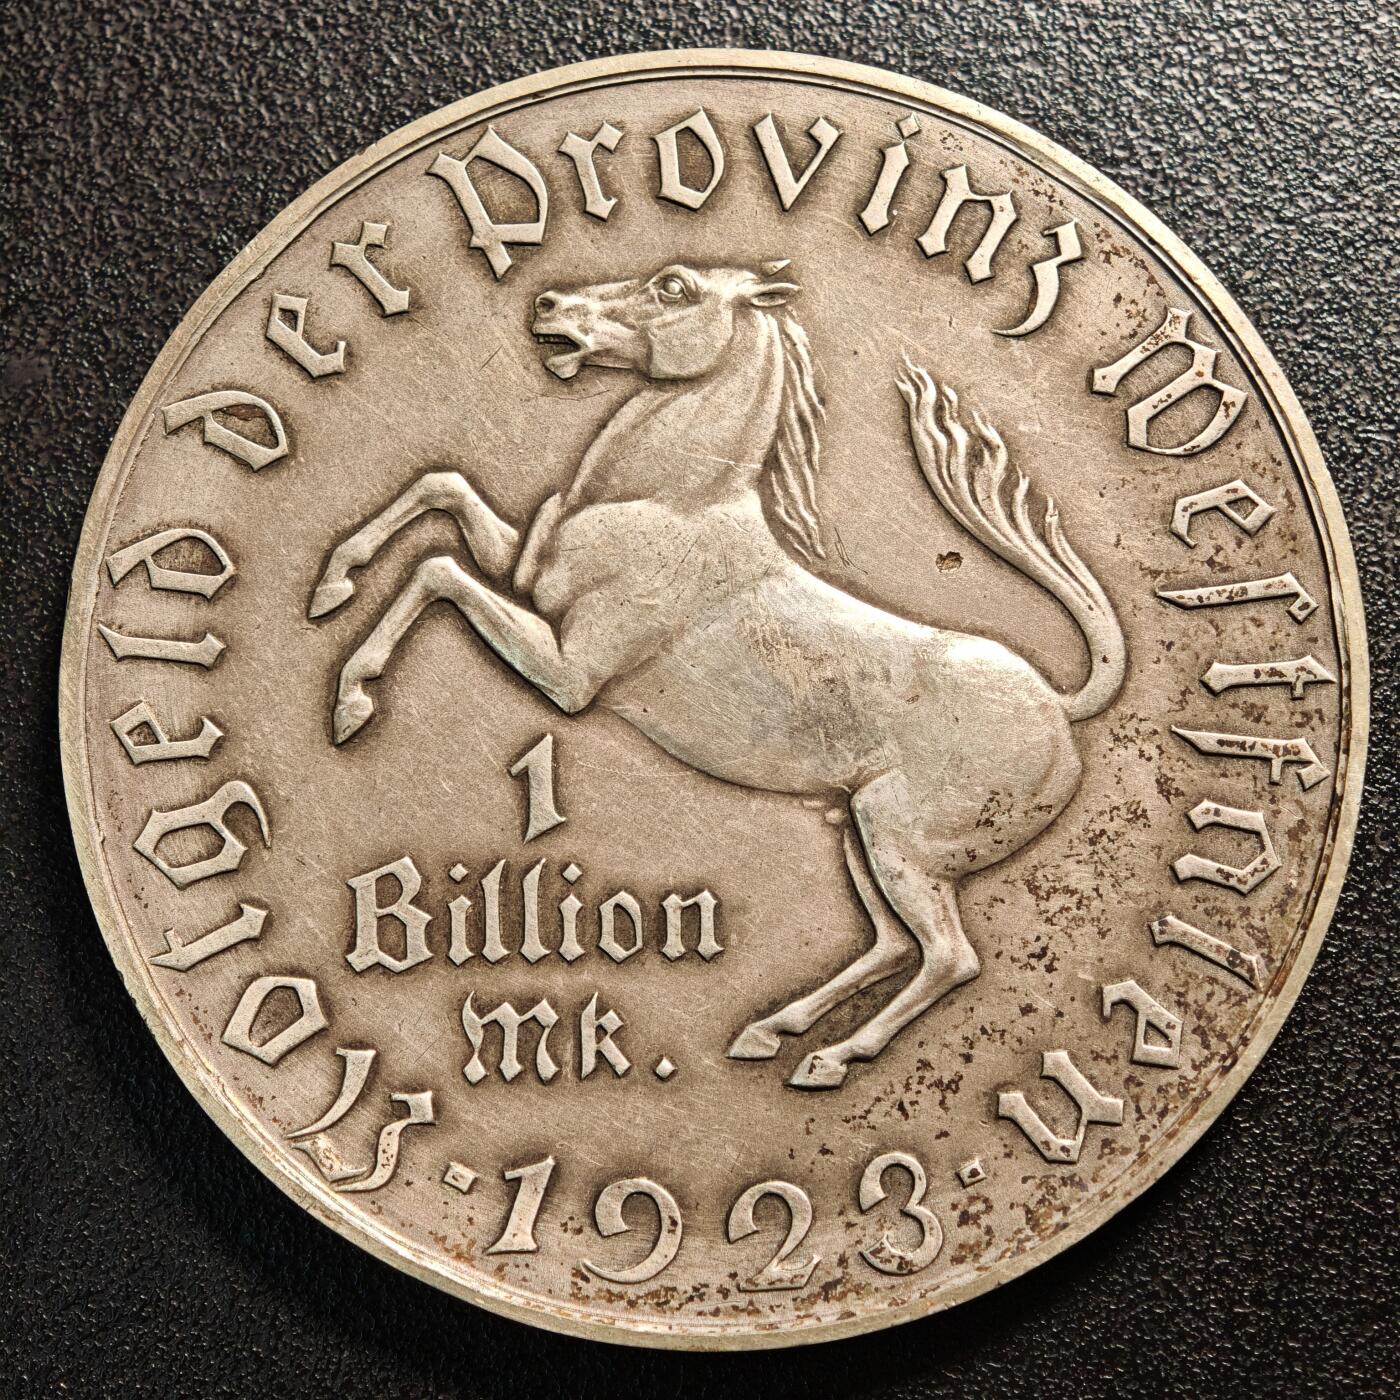 Notgeld der Provinz Westfalen
1
Billion
Mk.
· 1923 ·